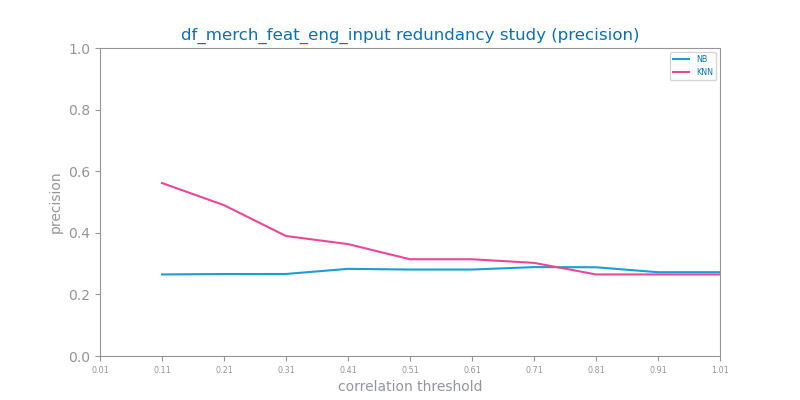 df_merch_feat_eng_input redundancy study (precision)
NB
KNN
1.0
0.8
0.6
0.4
0.2
0.0
precision
0.01 0.11 0.21 0.31 0.41 0.51 0.61 0.71 0.81 0.91 1.01
correlation threshold